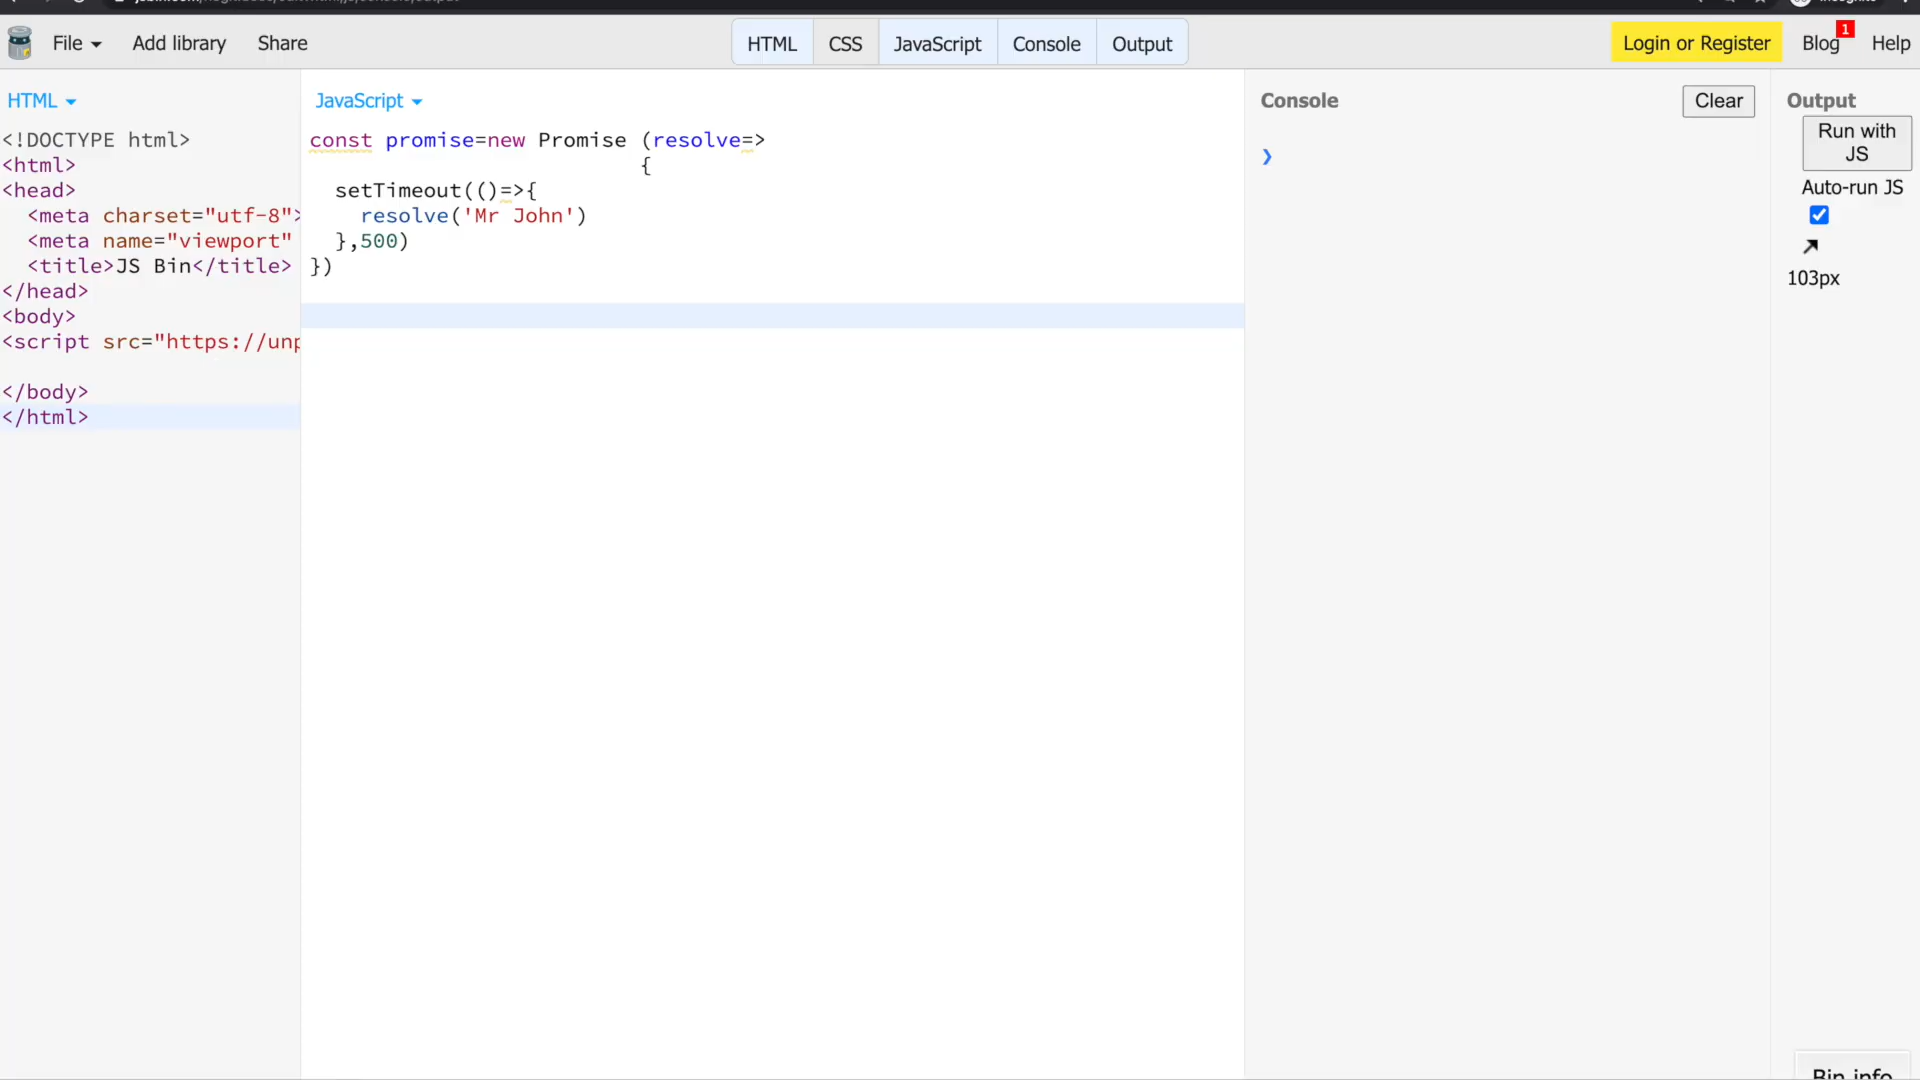 File
Add library
Share
HTML
CSS
JavaScript
Console
Output
Login or Register
Blog
1
Help
HTML
<!DOCTYPE html>
<html>
<head>
<meta charset="utf-8">
<meta name="viewport"
<title>JS Bin</title>
</head>
<body>
<script src="https://unp
</body>
</html>
JavaScript
const promise=new Promise (resolve=>
{
setTimeout(()=>{
resolve('Mr John')
},500)
})
Console
Clear
❯
Output
Run with
JS
Auto-run JS
103px
Bin info